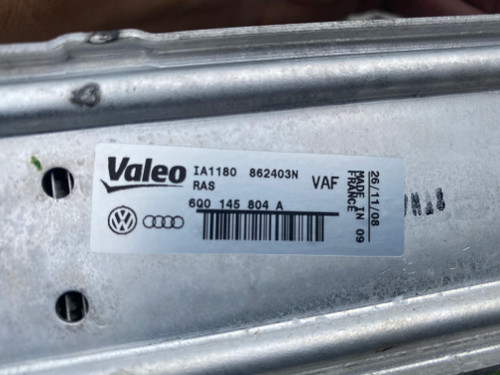 Valeo IA1180 862403N
RAS VAF
6Q0 145 804 A
26/11/08
MADE IN 09
FRANCE